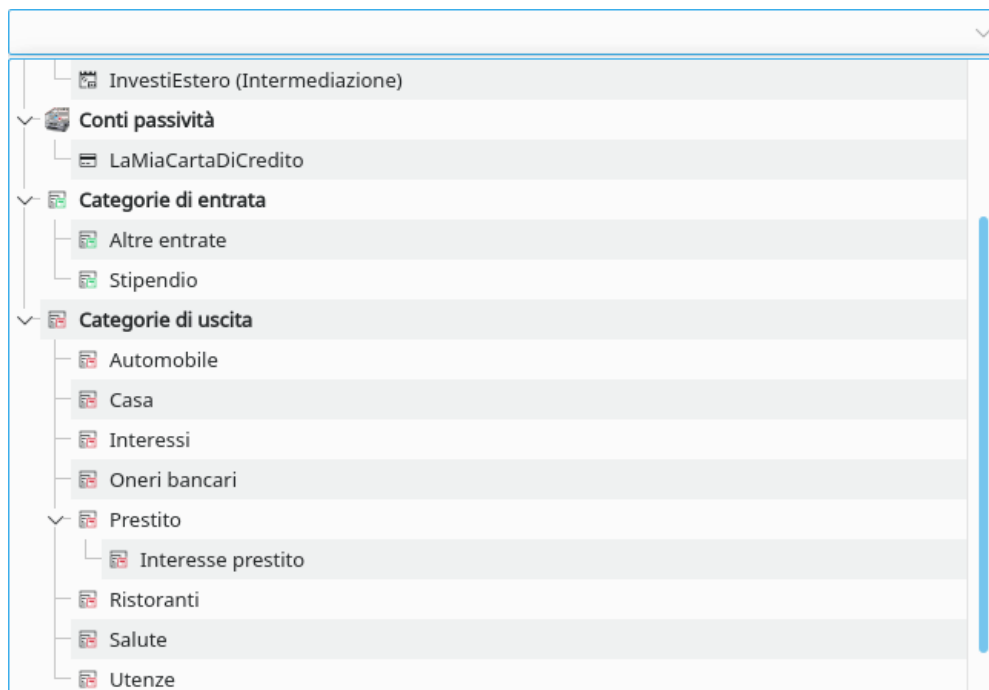 InvestiEstero (Intermediazione)
Conti passività
LaMiaCartaDiCredito
Categorie di entrata
Altre entrate
Stipendio
Categorie di uscita
Automobile
Casa
Interessi
Oneri bancari
Prestito
Interesse prestito
Ristoranti
Salute
Utenze